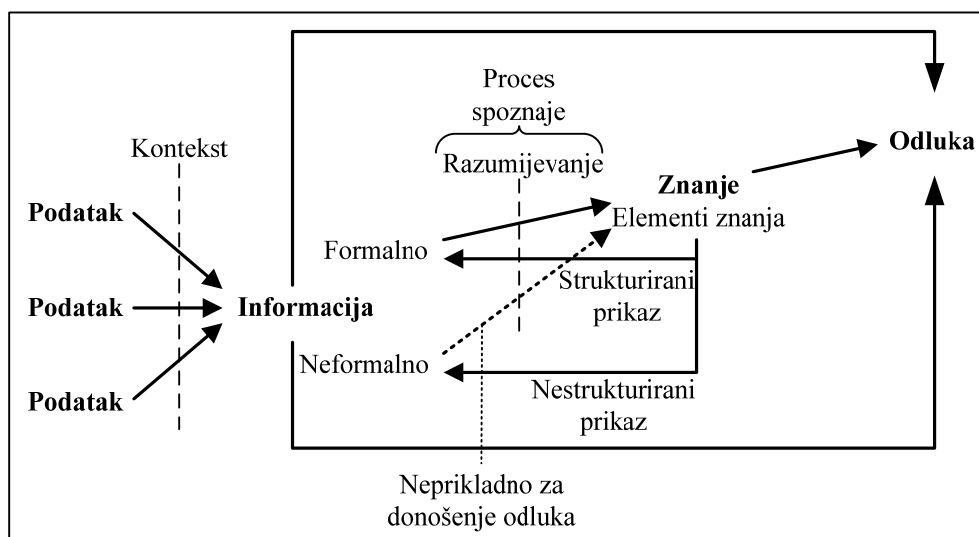 Kontekst
Podatak
Podatak
Podatak
Informacija
Proces
spoznaje
Razumijevanje
Formalno
Neformalno
Znanje
Elementi znanja
Strukturirani
prikaz
Nestrukturirani
prikaz
Neprikladno za
donošenje odluka
Odluka